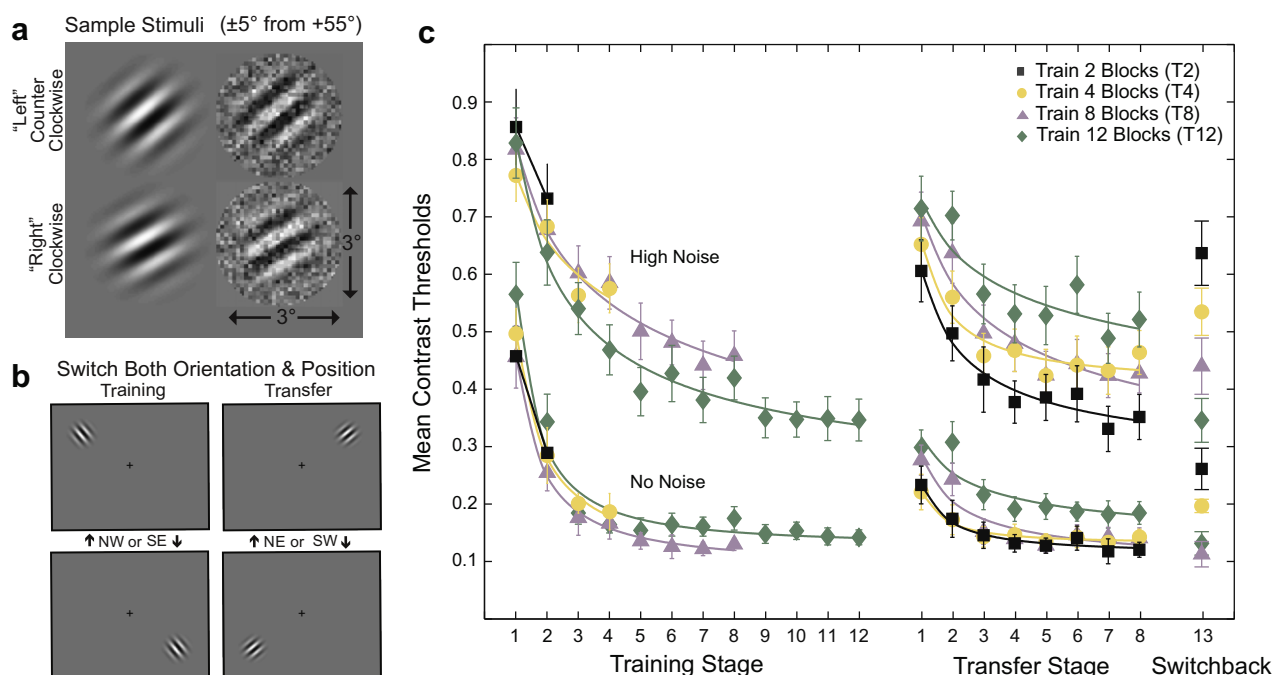 a
Sample Stimuli (±5° from +55°)
“Left”
Counter
Clockwise
“Right”
Clockwise
3°
3°
b
Switch Both Orientation & Position
Training
Transfer
+
+
↑ NW or SE ↓
↑ NE or SW ↓
+
+
c
Mean Contrast Thresholds
0.9
0.8
0.7
0.6
0.5
0.4
0.3
0.2
0.1
High Noise
No Noise
Train 2 Blocks (T2)
Train 4 Blocks (T4)
Train 8 Blocks (T8)
Train 12 Blocks (T12)
1 2 3 4 5 6 7 8 9 10 11 12
1 2 3 4 5 6 7 8
13
Training Stage
Transfer Stage
Switchback